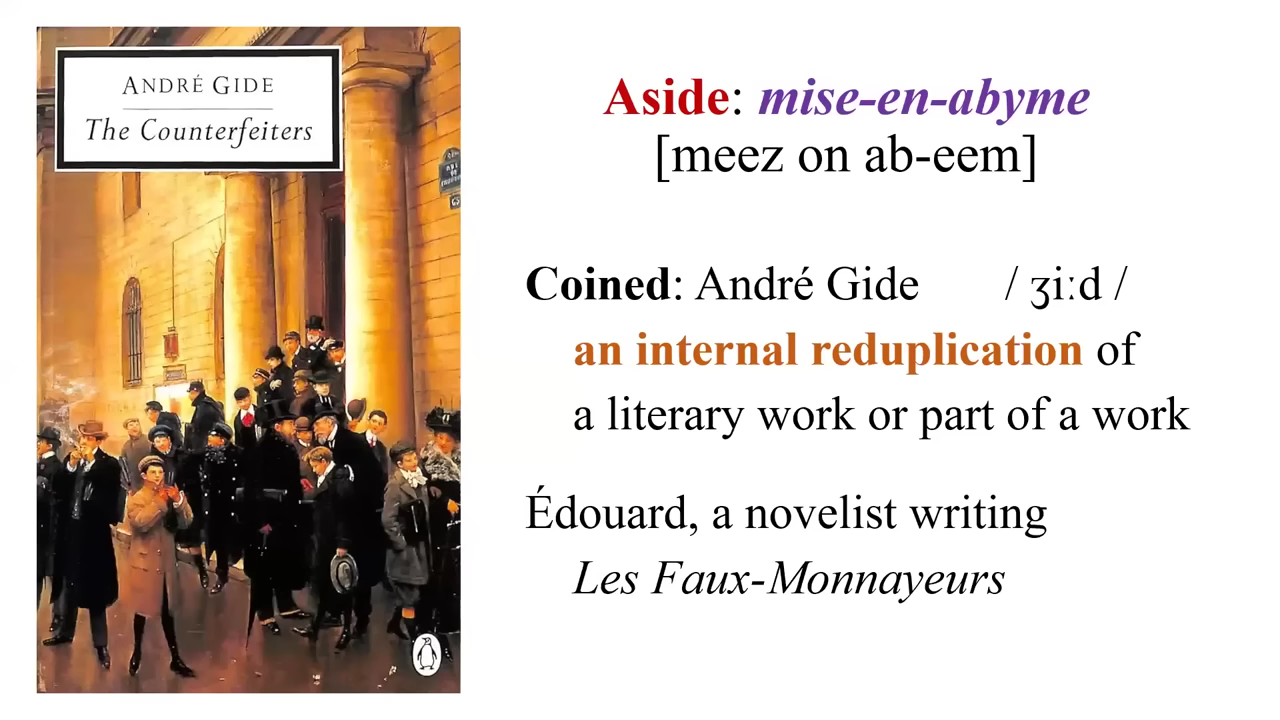 ANDRÉ GIDE
The Counterfeiters
Aside: mise-en-abyme
[meez on ab-eem]
Coined: André Gide / ʒiːd /
an internal reduplication of
a literary work or part of a work
Édouard, a novelist writing
Les Faux-Monnayeurs